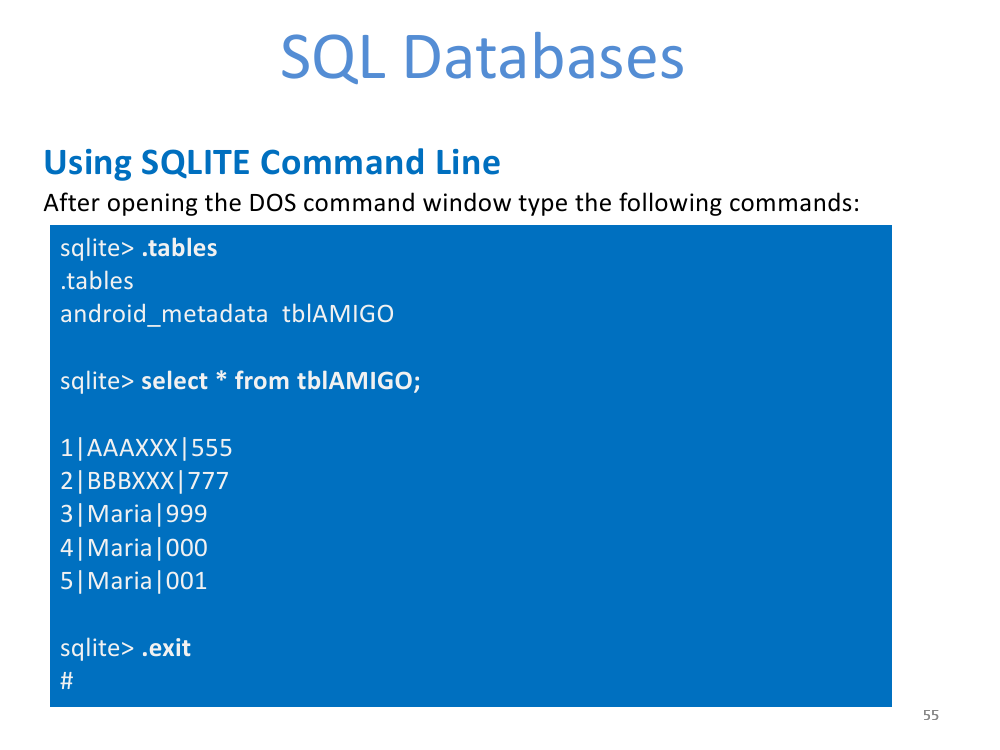 SQL Databases
Using SQLITE Command Line
After opening the DOS command window type the following commands:
sqlite> .tables
.tables
android_metadata  tblAMIGO
sqlite> select * from tblAMIGO;
1|AAAXXX|555
2|BBBXXX|777
3|Maria|999
4|Maria|000
5|Maria|001
sqlite> .exit
#
55